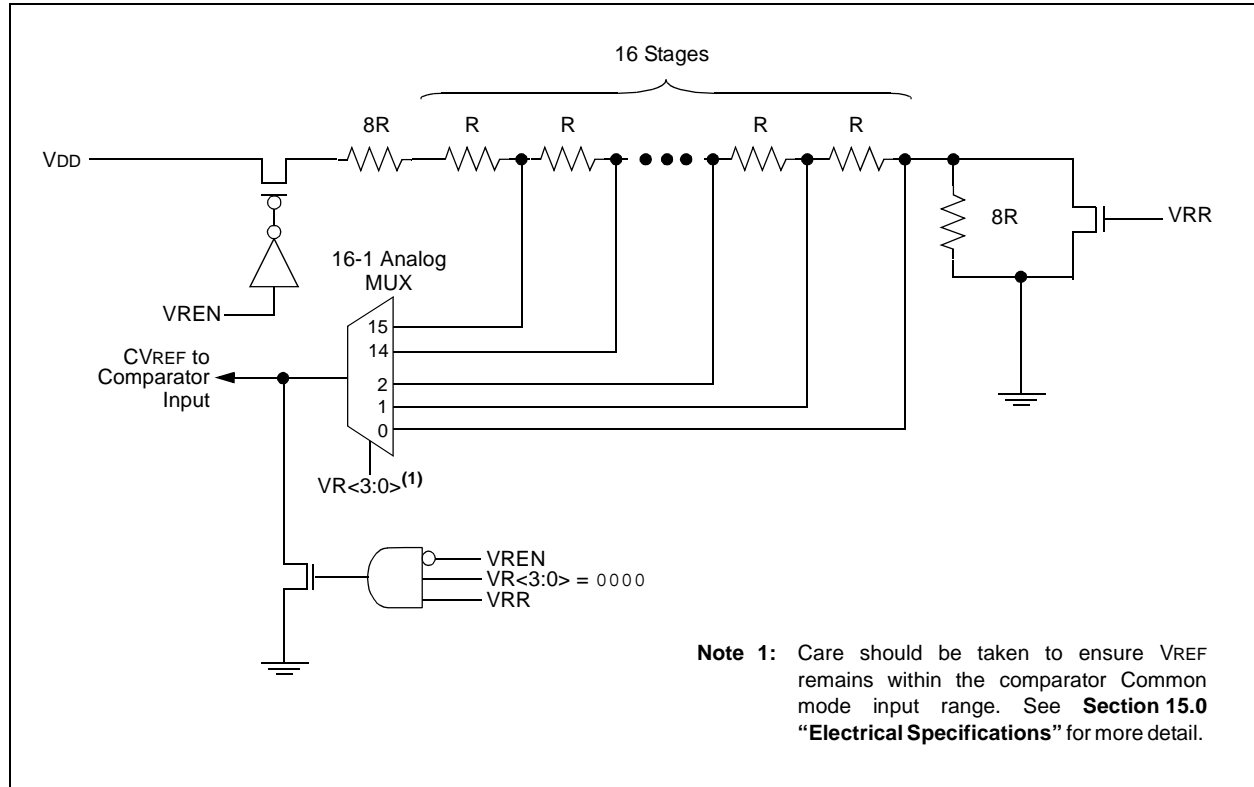 16 Stages
8R R R R R
VDD
8R
VRR
16-1 Analog
MUX
VREN
15
14
CVREF to
Comparator
Input
2
1
0
VR<3:0>(1)
VREN
VR<3:0> = 0000
VRR
Note 1: Care should be taken to ensure VREF
remains within the comparator Common
mode input range. See Section 15.0
“Electrical Specifications” for more detail.